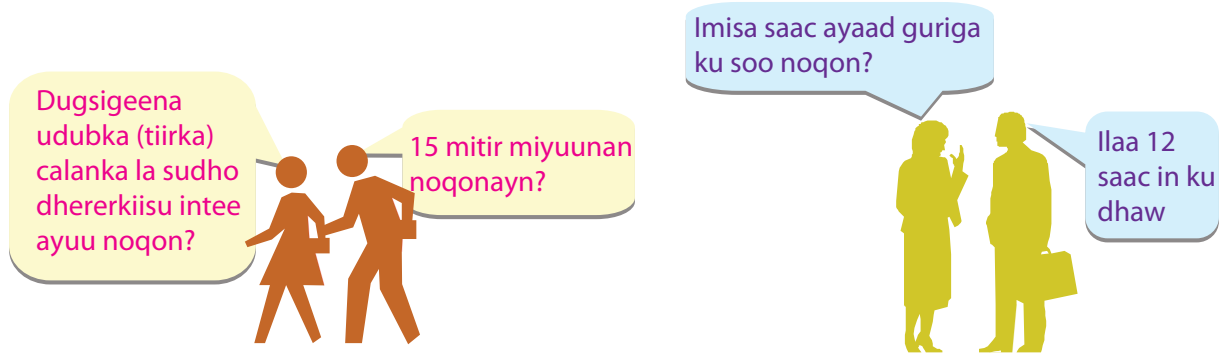 Dugsigeena
udubka (tiirka)
calanka la sudho
dhererkiisu intee
ayuu noqon?
15 mitir miyuunan
noqonayn?
Imisa saac ayaad guriga
ku soo noqon?
Ilaa 12
saac in ku
dhaw